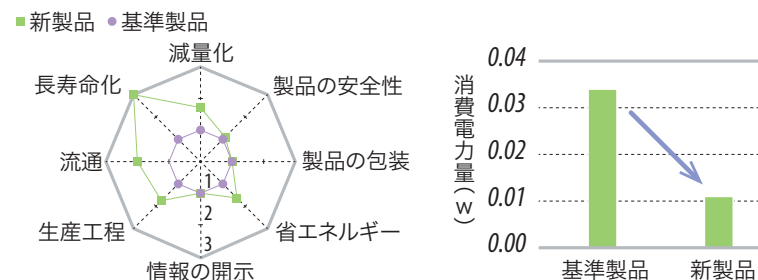 新製品 基準製品
減量化
長寿命化
製品の安全性
流通
製品の包装
生産工程
省エネルギー
情報の開示
1
2
3
消費電力量(w)
0.04
0.03
0.02
0.01
0.00
基準製品 新製品